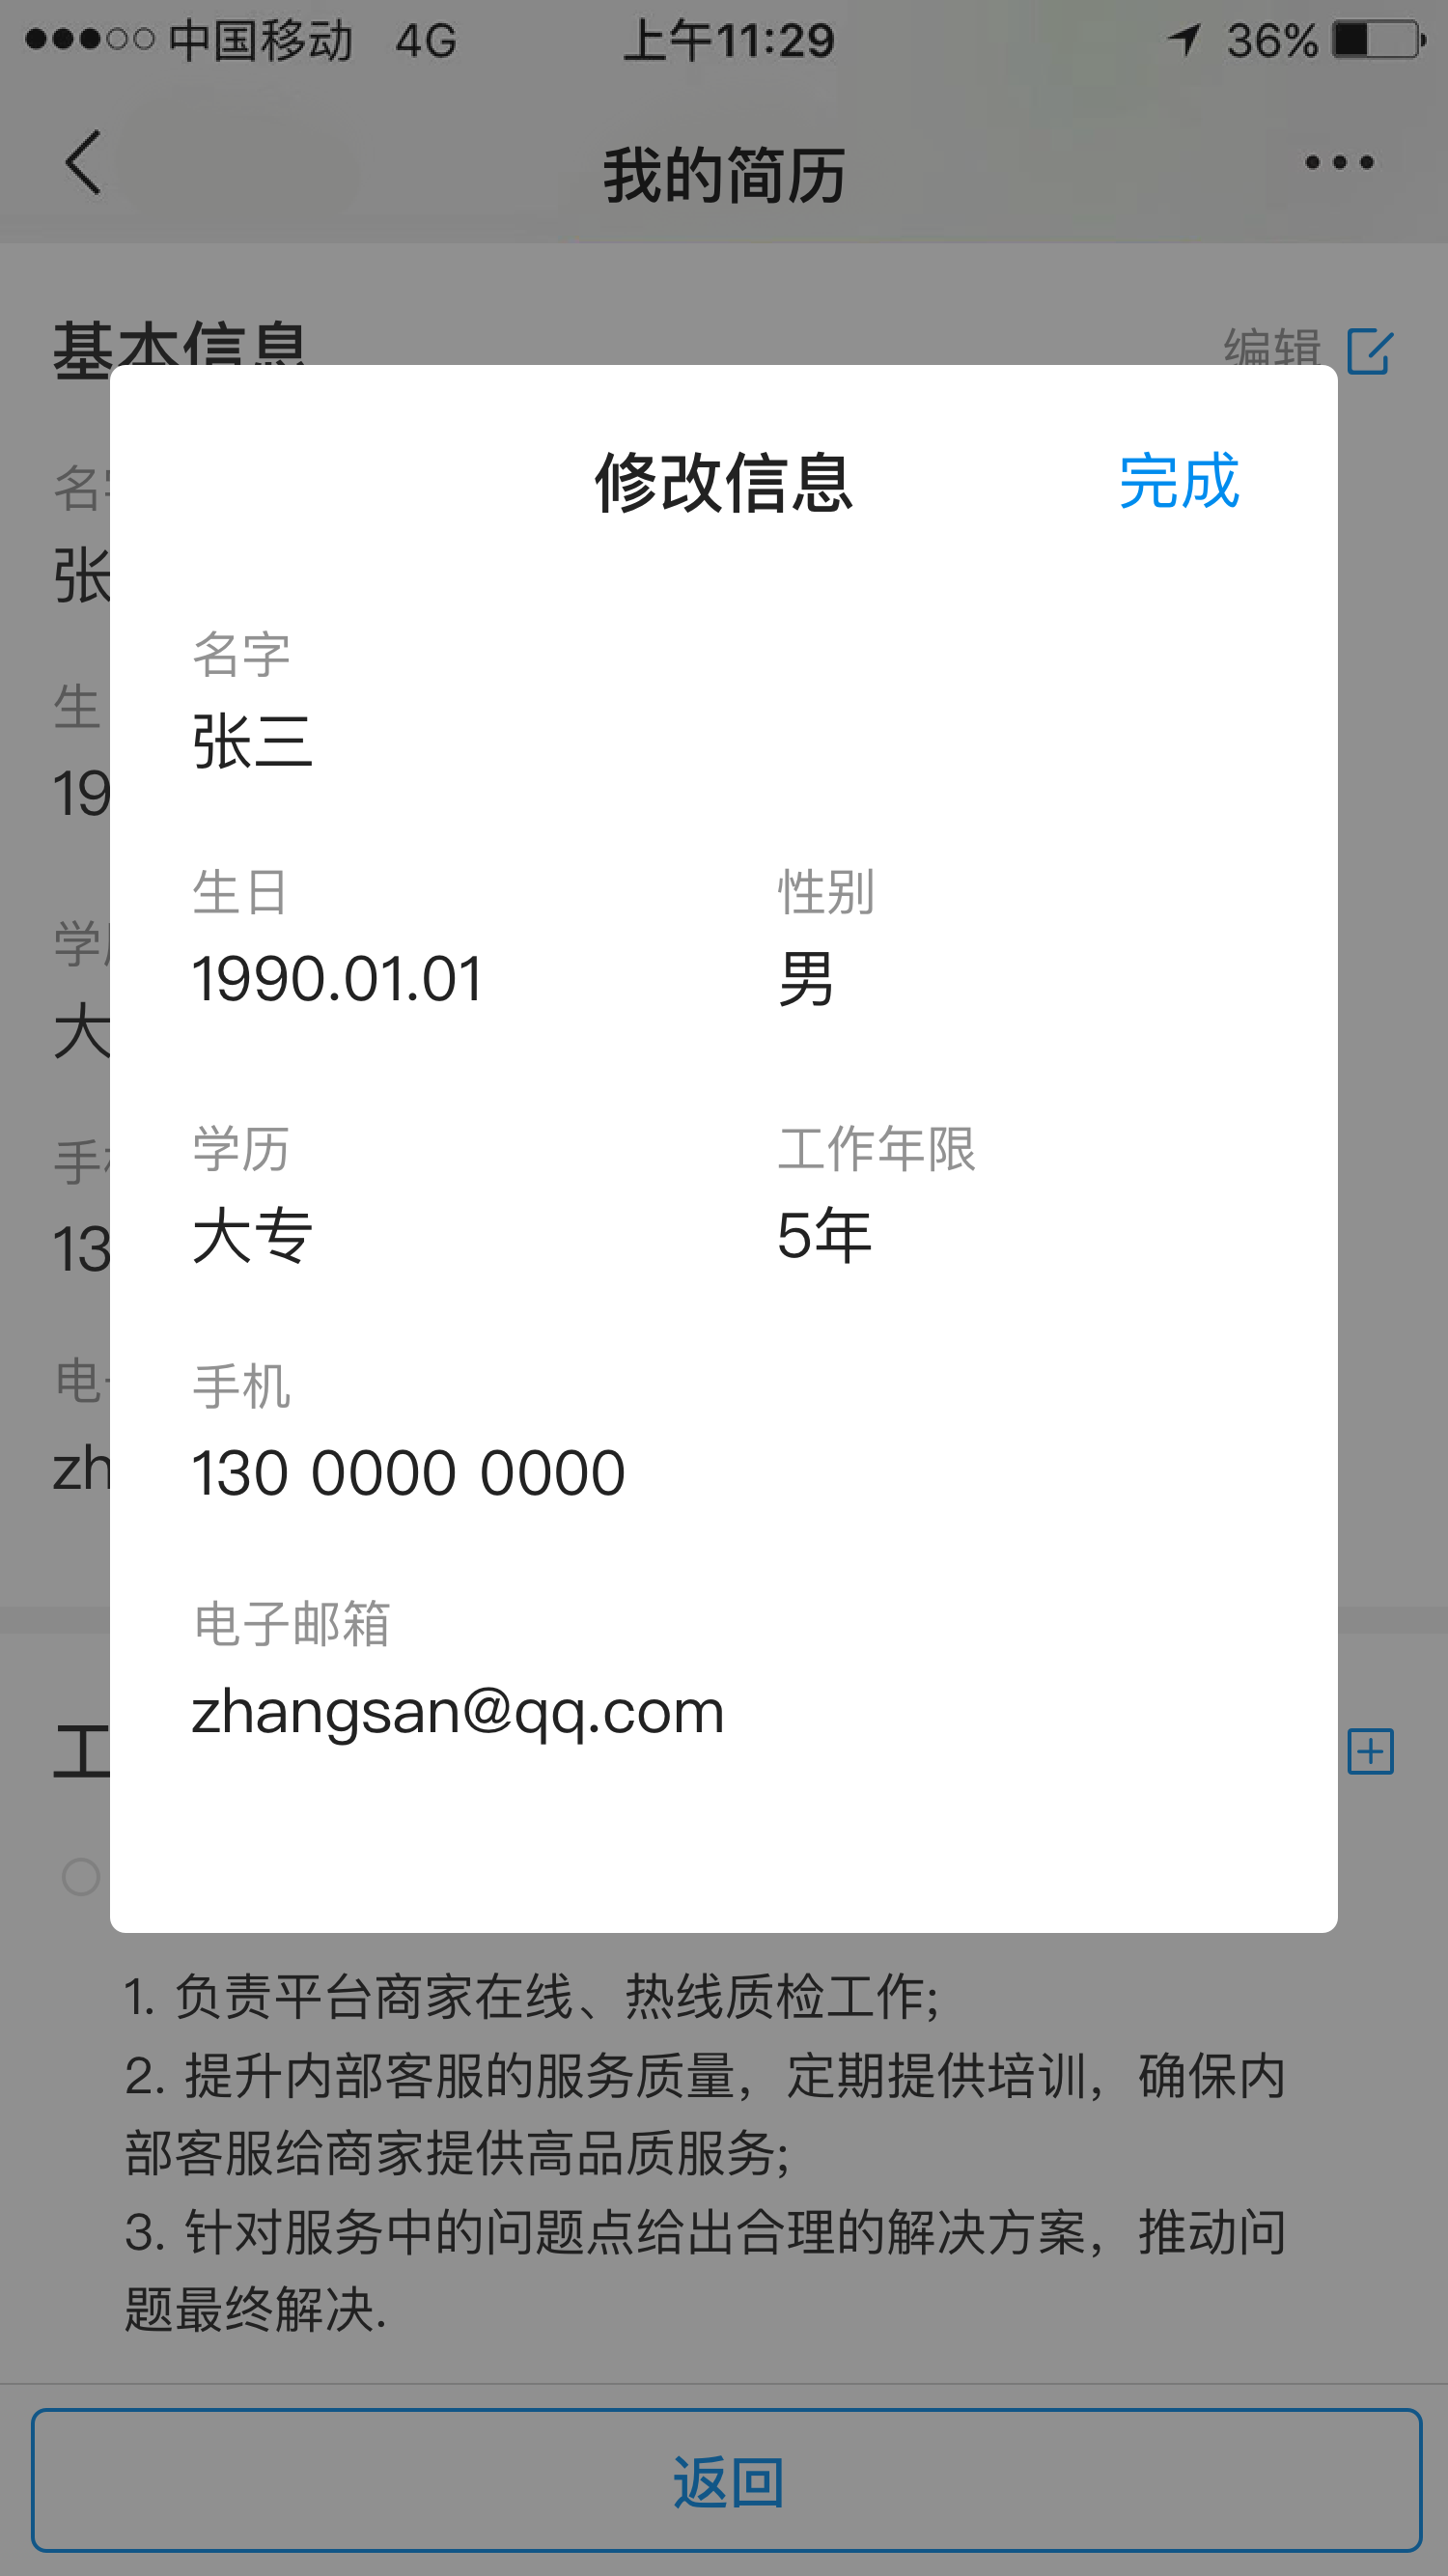 中国移动 4G 上午11:29 36%
我的简历
基本信息 编辑
修改信息 完成
名字
张三
生日 性别
1990.01.01 男
学历 工作年限
大专 5年
手机
130 0000 0000
电子邮箱
zhangsan@qq.com
名
张
生
19
学
大
手
13
电
zh
工
1. 负责平台商家在线、热线质检工作;
2. 提升内部客服的服务质量，定期提供培训，确保内
部客服给商家提供高品质服务;
3. 针对服务中的问题点给出合理的解决方案，推动问
题最终解决.
返回